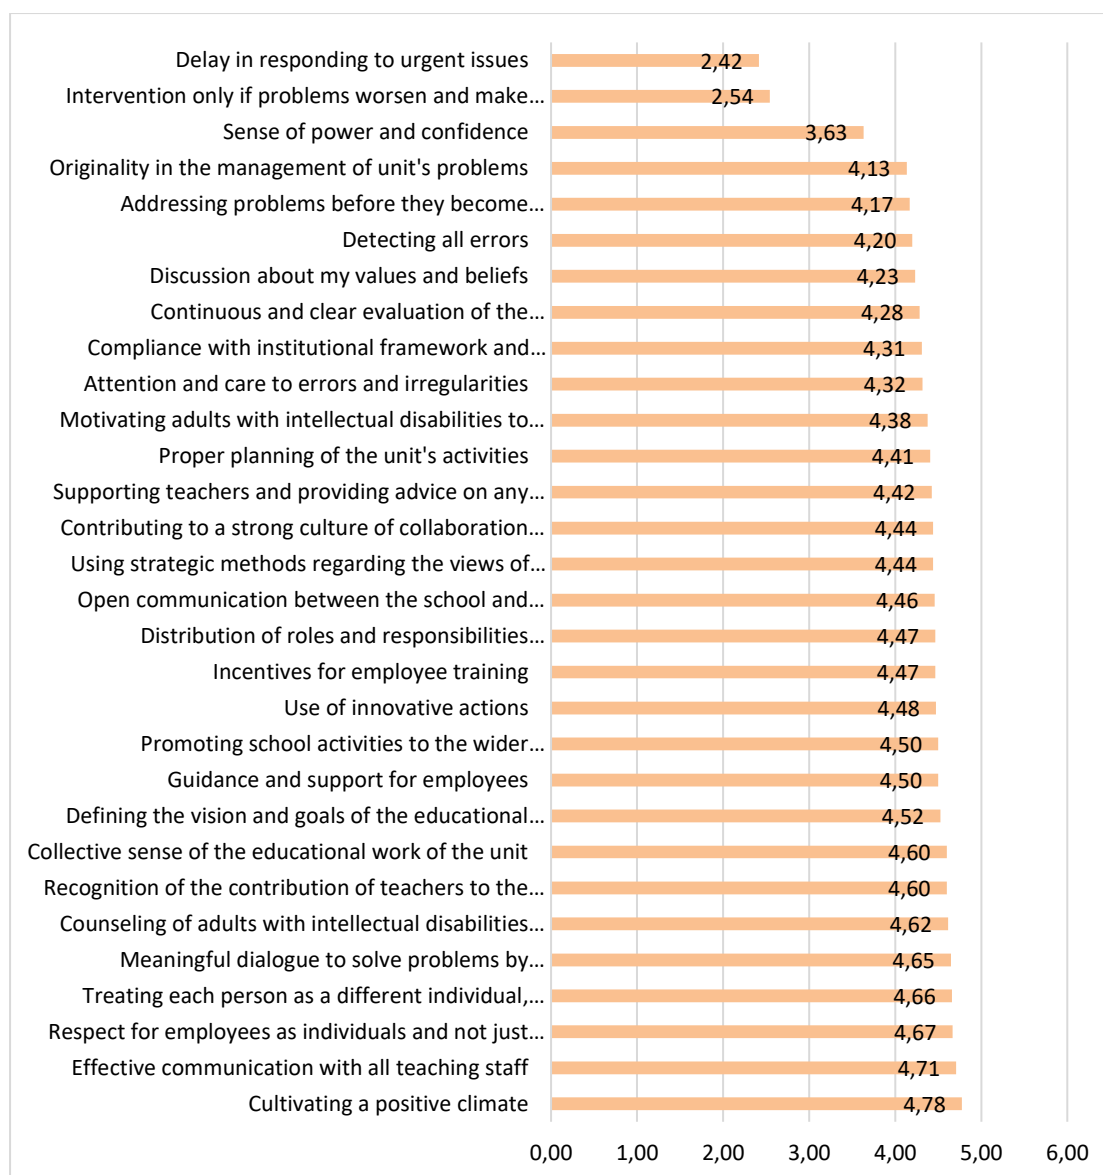 Delay in responding to urgent issues 2,42
Intervention only if problems worsen and make... 2,54
Sense of power and confidence 3,63
Originality in the management of unit's problems 4,13
Addressing problems before they become... 4,17
Detecting all errors 4,20
Discussion about my values and beliefs 4,23
Continuous and clear evaluation of the... 4,28
Compliance with institutional framework and... 4,31
Attention and care to errors and irregularities 4,32
Motivating adults with intellectual disabilities to... 4,38
Proper planning of the unit's activities 4,41
Supporting teachers and providing advice on any... 4,42
Contributing to a strong culture of collaboration... 4,44
Using strategic methods regarding the views of... 4,44
Open communication between the school and... 4,46
Distribution of roles and responsibilities... 4,47
Incentives for employee training 4,47
Use of innovative actions 4,48
Promoting school activities to the wider... 4,50
Guidance and support for employees 4,50
Defining the vision and goals of the educational... 4,52
Collective sense of the educational work of the unit 4,60
Recognition of the contribution of teachers to the... 4,60
Counseling of adults with intellectual disabilities... 4,62
Meaningful dialogue to solve problems by... 4,65
Treating each person as a different individual,... 4,66
Respect for employees as individuals and not just... 4,67
Effective communication with all teaching staff 4,71
Cultivating a positive climate 4,78
0,00 1,00 2,00 3,00 4,00 5,00 6,00